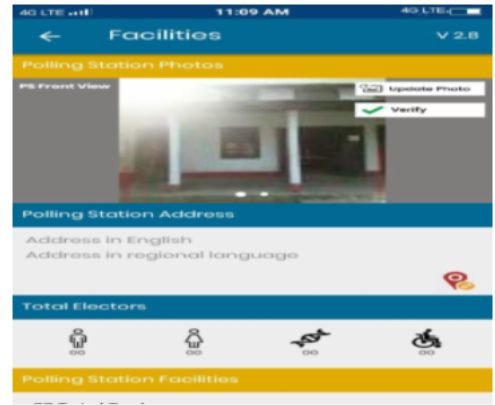 4G LTE 11:09 AM 4G LTE
Facilities V 2.8
Polling Station Photos
PS Front View
Update Photo
Verify
Polling Station Address
Address in English
Address in regional language
Total Electors
00 00 00 00
Polling Station Facilities